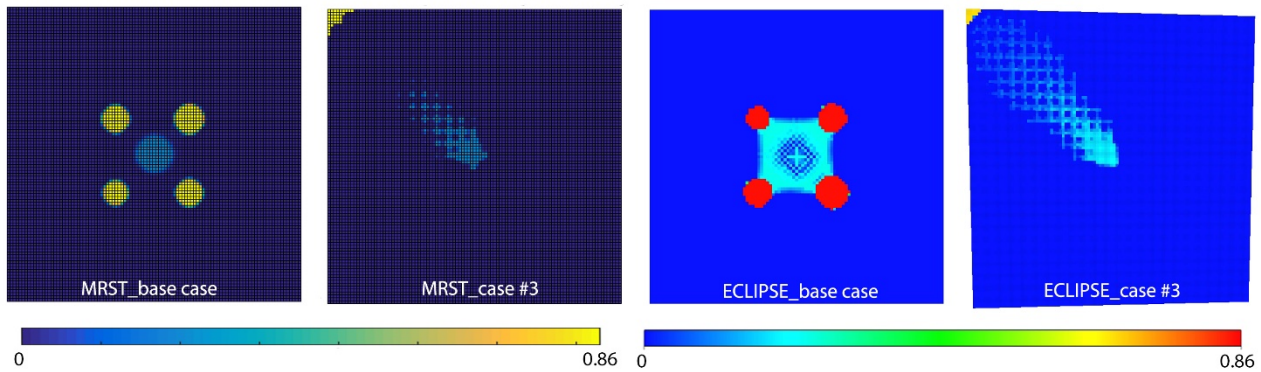 MRST_base case
MRST_case #3
ECLIPSE_base case
ECLIPSE_case #3
0
0.86
0
0.86